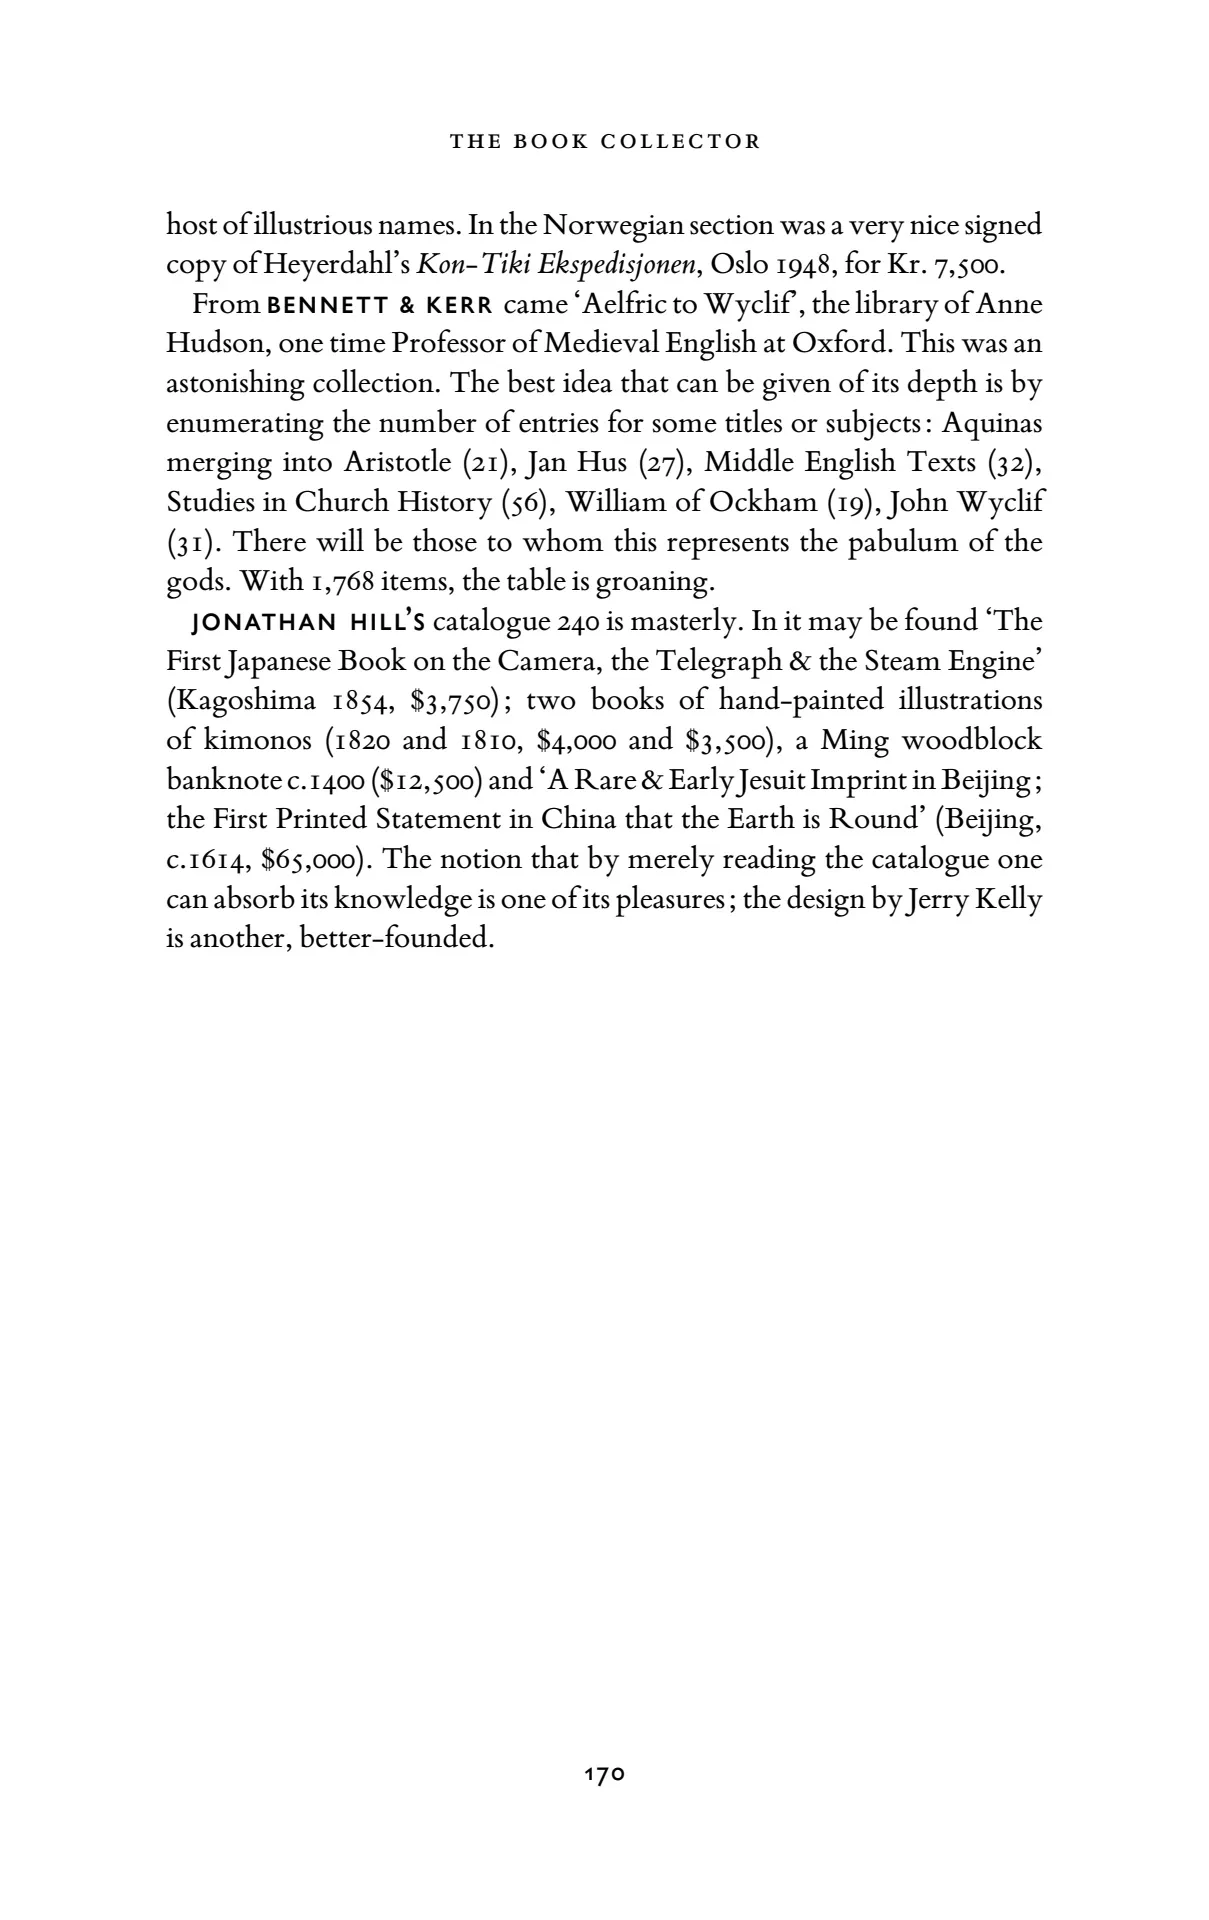 THE BOOK COLLECTOR
host of illustrious names. In the Norwegian section was a very nice signed
copy of Heyerdahl’s Kon-Tiki Ekspedisjonen, Oslo 1948, for Kr. 7,500.
From BENNETT & KERR came ‘Aelfric to Wyclif’, the library of Anne
Hudson, one time Professor of Medieval English at Oxford. This was an
astonishing collection. The best idea that can be given of its depth is by
enumerating the number of entries for some titles or subjects: Aquinas
merging into Aristotle (21), Jan Hus (27), Middle English Texts (32),
Studies in Church History (56), William of Ockham (19), John Wyclif
(31). There will be those to whom this represents the pabulum of the
gods. With 1,768 items, the table is groaning.
JONATHAN HILL’S catalogue 240 is masterly. In it may be found ‘The
First Japanese Book on the Camera, the Telegraph & the Steam Engine’
(Kagoshima 1854, $3,750); two books of hand-painted illustrations
of kimonos (1820 and 1810, $4,000 and $3,500), a Ming woodblock
banknote c.1400 ($12,500) and ‘A Rare & Early Jesuit Imprint in Beijing;
the First Printed Statement in China that the Earth is Round’ (Beijing,
c.1614, $65,000). The notion that by merely reading the catalogue one
can absorb its knowledge is one of its pleasures; the design by Jerry Kelly
is another, better-founded.
170